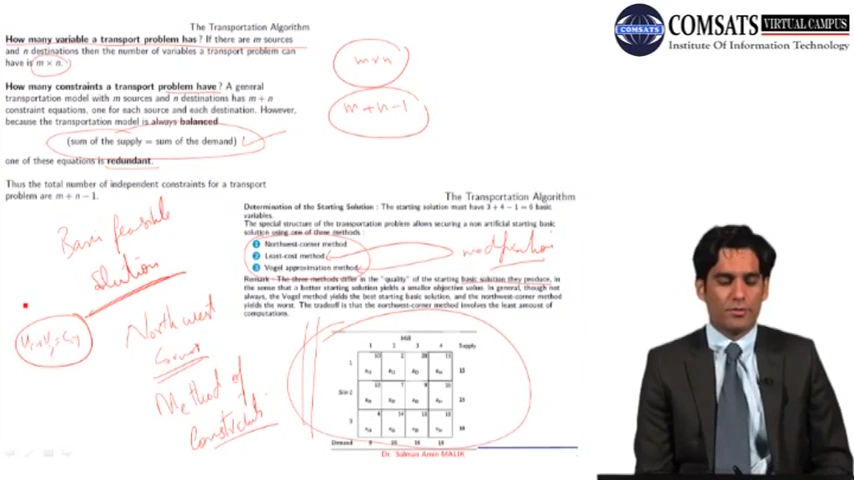 The Transportation Algorithm
How many variable a transport problem has? If there are m sources
and n destinations then the number of variables a transport problem can
have is m × n.
How many constraints a transport problem have? A general
transportation model with m sources and n destinations has m + n
constraint equations, one for each source and each destination. However,
because the transportation model is always balanced
(sum of the supply = sum of the demand)
one of these equations is redundant.
Thus the total number of independent constraints for a transport
problem are m + n − 1.
m×n
m+n−1
COMSATS VIRTUAL CAMPUS
Institute Of Information Technology
The Transportation Algorithm
Determination of the Starting Solution : The starting solution must have 3 + 4 − 1 = 6 basic
variables.
The special structure of the transportation problem allows securing a non artificial starting basic
solution using one of three methods :
1 Northwest-corner method
2 Least-cost method
3 Vogel approximation method
Remark : The three methods differ in the "quality" of the starting basic solution they produce,
in the sense that a better starting solution yields a smaller objective value. In general, though not
always, the Vogel method yields the best starting basic solution, and the northwest-corner method
yields the worst. The tradeoff is that the northwest-corner method involves the least amount of
computations.
modification
Basic feasible
solution
Northwest
Method of
Mill
1 2 3 4 Supply
1
Silo 2
3
Demand
Dr. Salman Amin MALIK